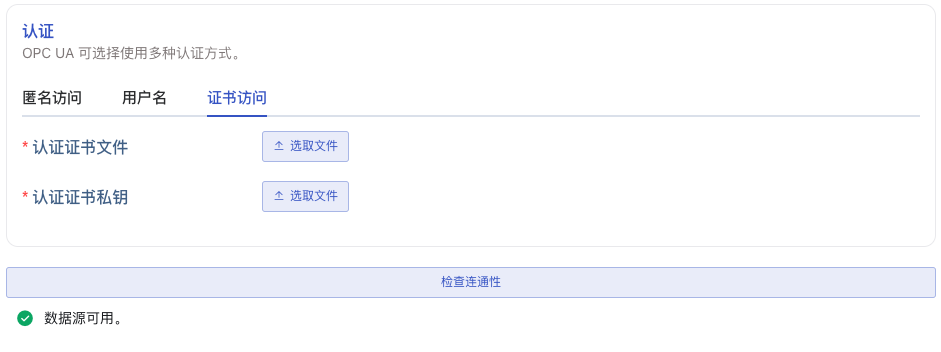 认证
OPC UA 可选择使用多种认证方式。
匿名访问 用户名 证书访问
* 认证证书文件 选取文件
* 认证证书私钥 选取文件
检查连通性
数据源可用。